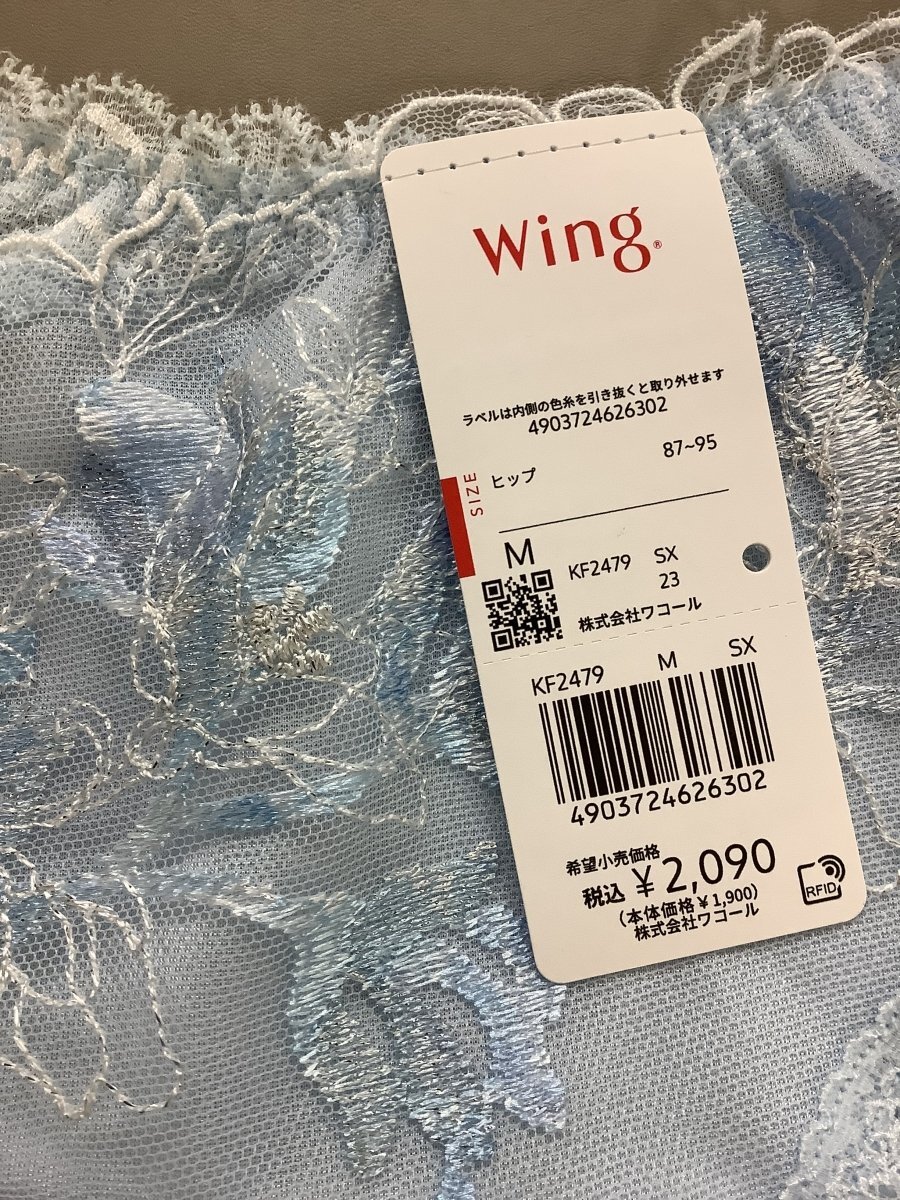 Wing®
ラベルは内側の色糸を引き抜くと取り外せます
4903724626302
SIZE
ヒップ 87~95
M
KF2479 SX
23
株式会社ワコール
KF2479 M SX
4903724626302
希望小売価格
税込 ¥2,090
(本体価格¥1,900)
株式会社ワコール
RFID